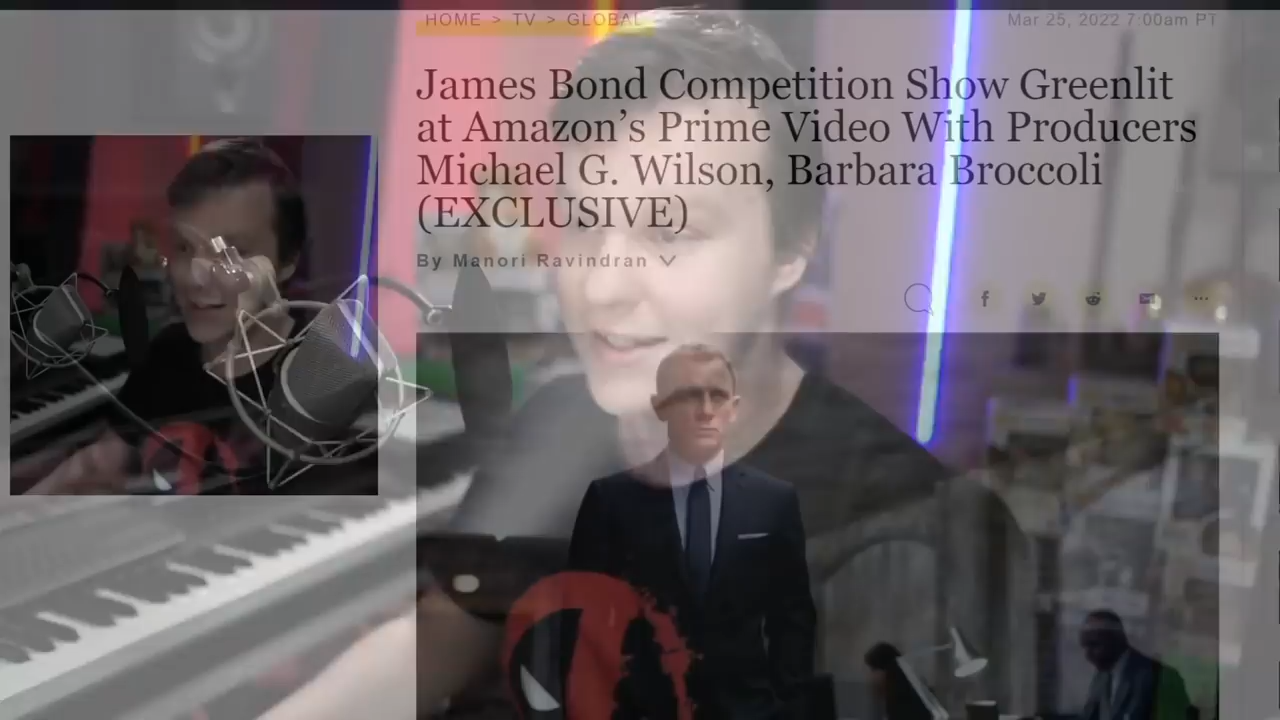 HOME > TV > GLOBAL
Mar 25, 2022 7:00am PT
James Bond Competition Show Greenlit
at Amazon's Prime Video With Producers
Michael G. Wilson, Barbara Broccoli
(EXCLUSIVE)
By Manori Ravindran